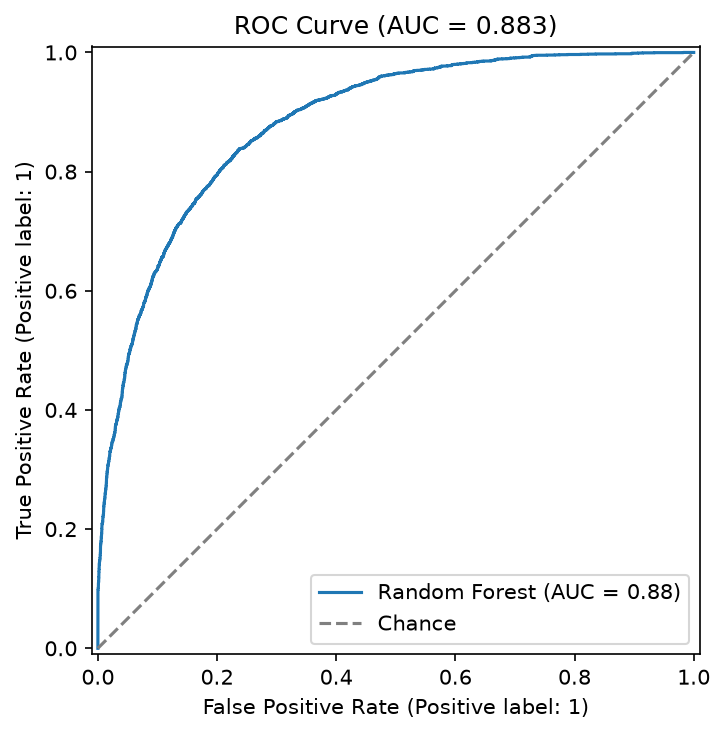 ROC Curve (AUC = 0.883)
True Positive Rate (Positive label: 1)
1.0
0.8
0.6
0.4
0.2
0.0
Random Forest (AUC = 0.88)
Chance
0.0 0.2 0.4 0.6 0.8 1.0
False Positive Rate (Positive label: 1)